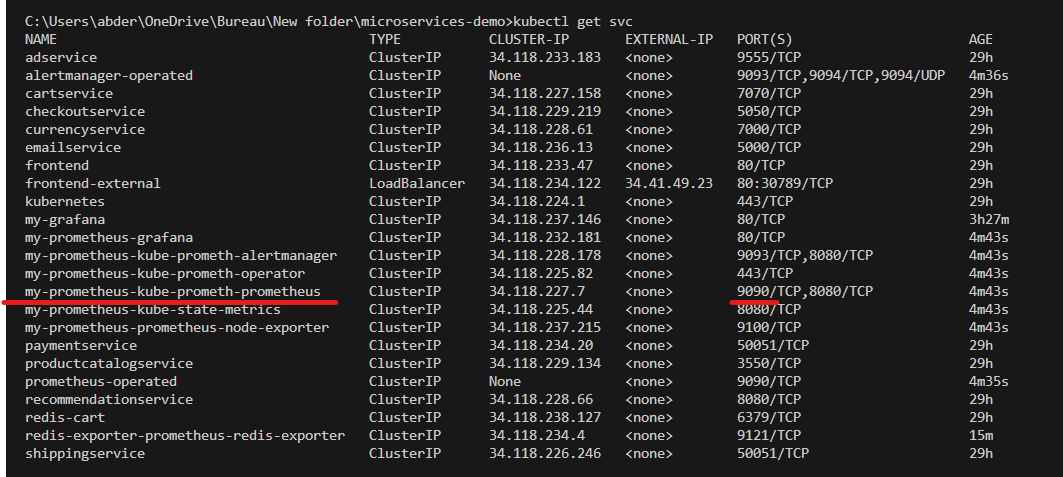 C:\Users\abder\OneDrive\Bureau\New folder\microservices-demo>kubectl get svc
NAME TYPE CLUSTER-IP EXTERNAL-IP PORT(S) AGE
adservice ClusterIP 34.118.233.183 <none> 9555/TCP 29h
alertmanager-operated ClusterIP None <none> 9093/TCP,9094/TCP,9094/UDP 4m36s
cartservice ClusterIP 34.118.227.158 <none> 7070/TCP 29h
checkoutservice ClusterIP 34.118.229.219 <none> 5050/TCP 29h
currencyservice ClusterIP 34.118.228.61 <none> 7000/TCP 29h
emailservice ClusterIP 34.118.236.13 <none> 5000/TCP 29h
frontend ClusterIP 34.118.233.47 <none> 80/TCP 29h
frontend-external LoadBalancer 34.118.234.122 34.41.49.23 80:30789/TCP 29h
kubernetes ClusterIP 34.118.224.1 <none> 443/TCP 29h
my-grafana ClusterIP 34.118.237.146 <none> 80/TCP 3h27m
my-prometheus-grafana ClusterIP 34.118.232.181 <none> 80/TCP 4m43s
my-prometheus-kube-prometh-alertmanager ClusterIP 34.118.228.178 <none> 9093/TCP,8080/TCP 4m43s
my-prometheus-kube-prometh-operator ClusterIP 34.118.225.82 <none> 443/TCP 4m43s
my-prometheus-kube-prometh-prometheus ClusterIP 34.118.227.7 <none> 9090/TCP,8080/TCP 4m43s
my-prometheus-kube-state-metrics ClusterIP 34.118.225.44 <none> 8080/TCP 4m43s
my-prometheus-prometheus-node-exporter ClusterIP 34.118.237.215 <none> 9100/TCP 4m43s
paymentservice ClusterIP 34.118.234.20 <none> 50051/TCP 29h
productcatalogservice ClusterIP 34.118.229.134 <none> 3550/TCP 29h
prometheus-operated ClusterIP None <none> 9090/TCP 4m35s
recommendationservice ClusterIP 34.118.228.66 <none> 8080/TCP 29h
redis-cart ClusterIP 34.118.238.127 <none> 6379/TCP 29h
redis-exporter-prometheus-redis-exporter ClusterIP 34.118.234.4 <none> 9121/TCP 15m
shippingservice ClusterIP 34.118.226.246 <none> 50051/TCP 29h